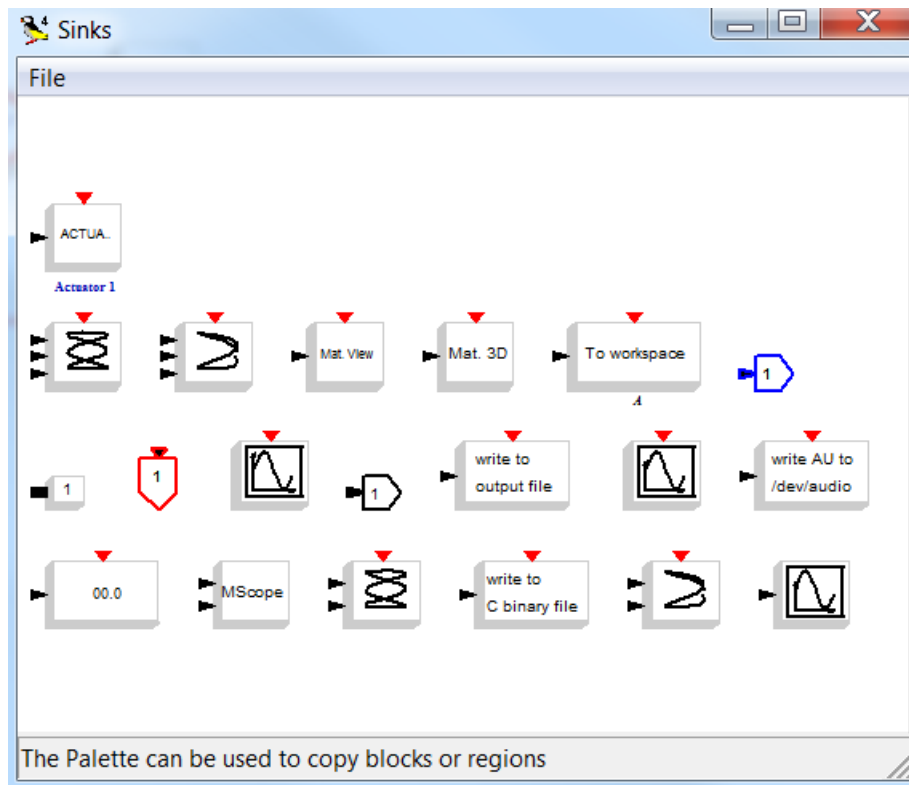 Sinks
File
ACTUA..
Actuator 1
Mat. View
Mat. 3D
To workspace
A
1
1
1
1
write to
output file
write AU to
/dev/audio
00.0
MScope
write to
C binary file
The Palette can be used to copy blocks or regions